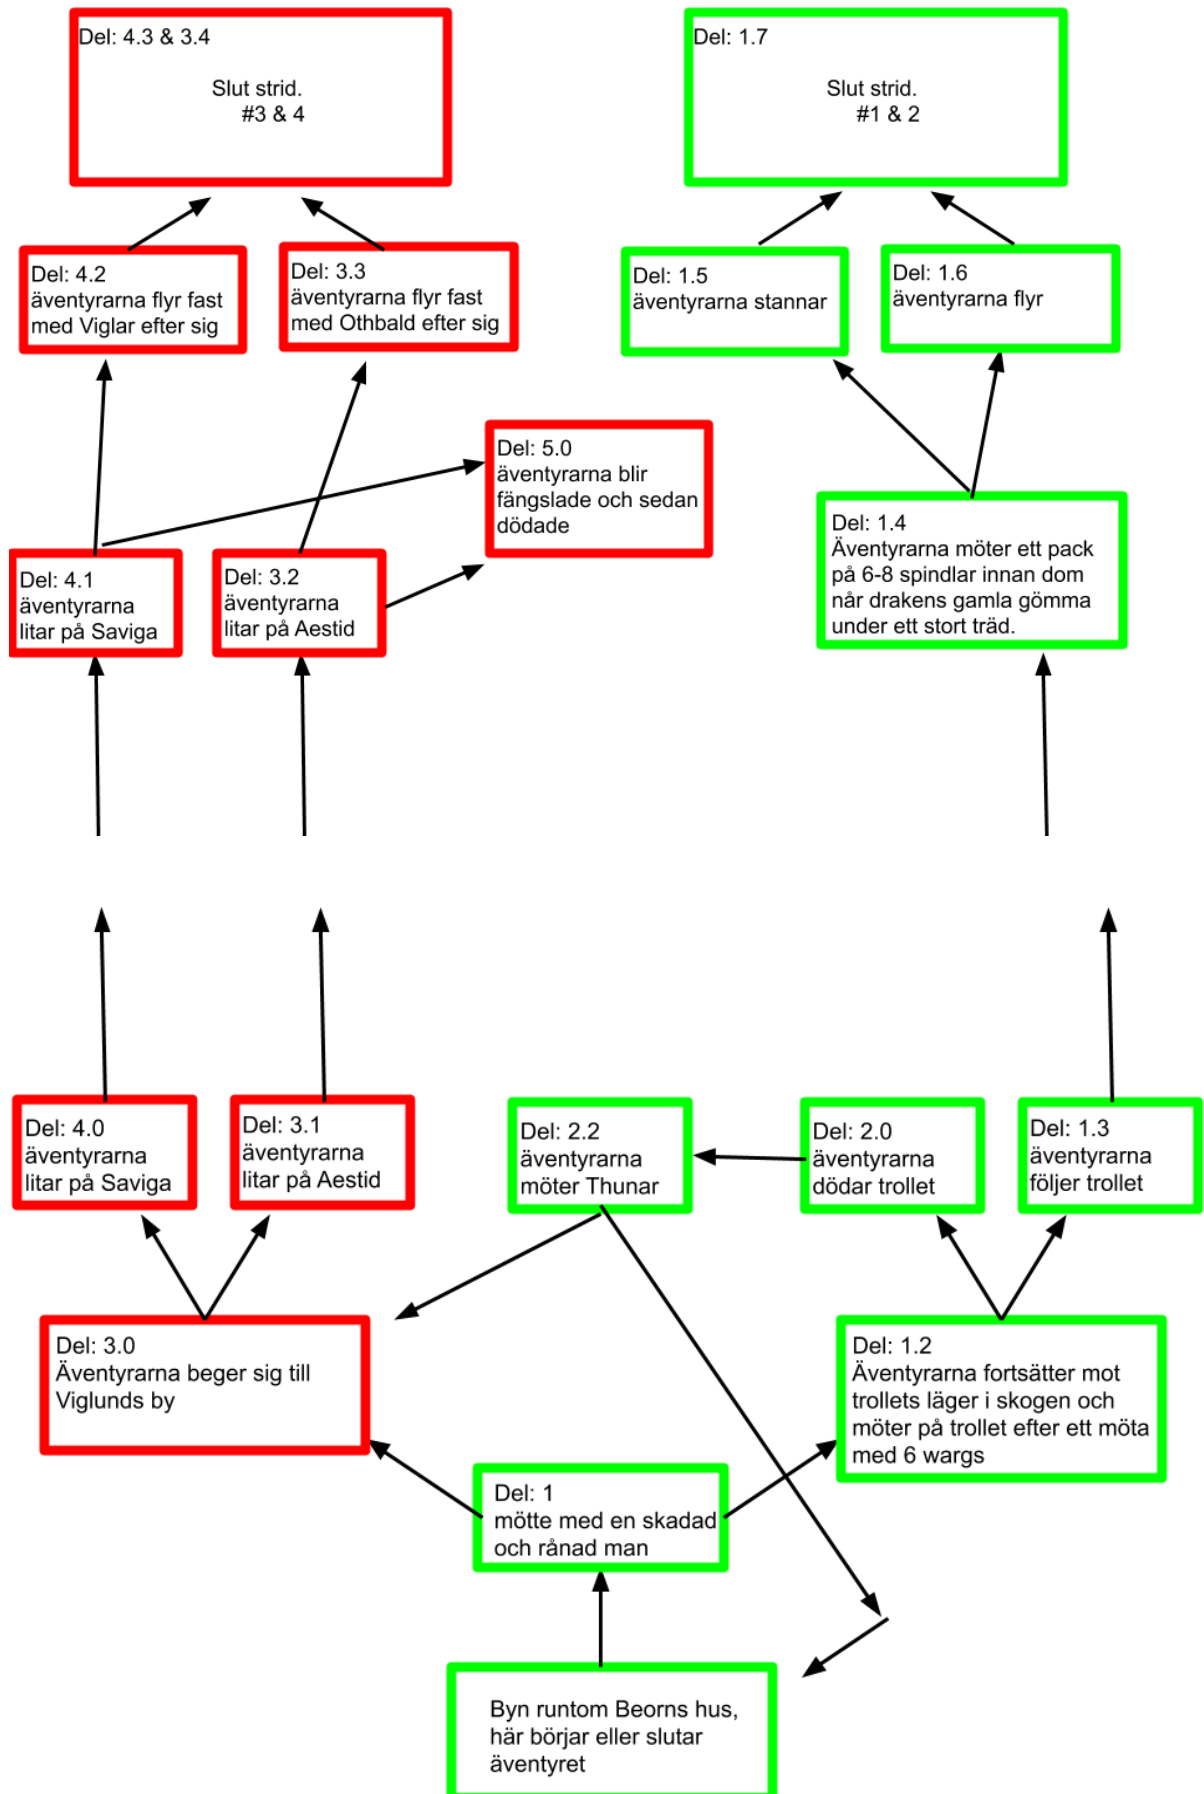 Del: 4.3 & 3.4
Slut strid.
#3 & 4
Del: 1.7
Slut strid.
#1 & 2
Del: 4.2
äventyrarna flyr fast
med Viglar efter sig
Del: 3.3
äventyrarna flyr fast
med Othbald efter sig
Del: 1.5
äventyrarna stannar
Del: 1.6
äventyrarna flyr
Del: 5.0
äventyrarna blir
fängslade och sedan
dödade
Del: 4.1
äventyrarna
litar på Saviga
Del: 3.2
äventyrarna
litar på Aestid
Del: 1.4
Äventyrarna möter ett pack
på 6-8 spindlar innan dom
når drakens gamla gömma
under ett stort träd.
Del: 4.0
äventyrarna
litar på Saviga
Del: 3.1
äventyrarna
litar på Aestid
Del: 2.2
äventyrarna
möter Thunar
Del: 2.0
äventyrarna
dödar trollet
Del: 1.3
äventyrarna
följer trollet
Del: 3.0
Äventyrarna beger sig till
Viglunds by
Del: 1.2
Äventyrarna fortsätter mot
trollets läger i skogen och
möter på trollet efter ett möta
med 6 wargs
Del: 1
mötte med en skadad
och rånad man
Byn runtom Beorns hus,
här börjar eller slutar
äventyret